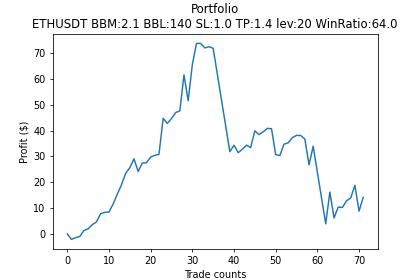 Portfolio
ETHUSDT BBM:2.1 BBL:140 SL:1.0 TP:1.4 lev:20 WinRatio:64.0
70
60
50
40
30
20
10
0
Profit ($)
0 10 20 30 40 50 60 70
Trade counts